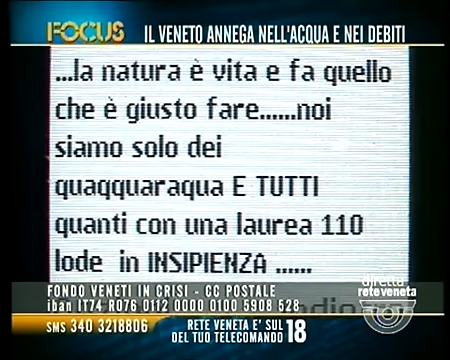 FOCUS
IL VENETO ANNEGA NELL'ACQUA E NEI DEBITI
...la natura è vita e fa quello
che è giusto fare......noi
siamo solo dei
quaqquaraqua E TUTTI
quanti con una laurea 110
lode in INSIPIENZA ......
FONDO VENETI IN CRISI - CC POSTALE
iban IT74 R076 0112 0000 0100 5908 528
diretta
reteveneta
SMS 340 3218806
RETE VENETA E' SUL
DEL TUO TELECOMANDO
18